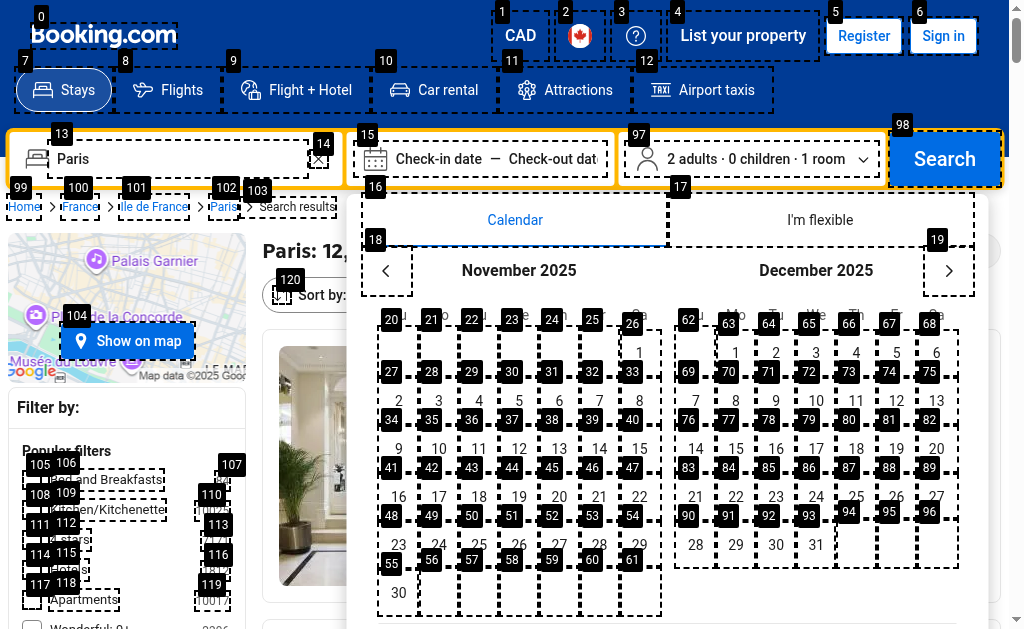 0
1
2
3
4
5
6
Booking.com
CAD
List your property
Register
Sign in
7
8
9
10
11
12
Stays
Flights
Flight + Hotel
Car rental
Attractions
Airport taxis
13
14
15
97
98
Paris
Check-in date — Check-out dat
2 adults · 0 children · 1 room
Search
99
100
101
102
103
Home
France
Ile de France
Paris
Search results
16
17
Calendar
I'm flexible
Palais Garnier
Place de la Concorde
104
Show on map
Musée du Louvre
Google
LE MAR
Map data ©2025 Goog
Paris: 12,
120
Sort by:
18
19
November 2025
December 2025
20 21 22 23 24 25 26
1
27 28 29 30 31 32 33
2 3 4 5 6 7 8
34 35 36 37 38 39 40
9 10 11 12 13 14 15
41 42 43 44 45 46 47
16 17 18 19 20 21 22
48 49 50 51 52 53 54
23 24 25 26 27 28 29
55 56 57 58 59 60 61
30
62 63 64 65 66 67 68
1 2 3 4 5 6
69 70 71 72 73 74 75
7 8 9 10 11 12 13
76 77 78 79 80 81 82
14 15 16 17 18 19 20
83 84 85 86 87 88 89
21 22 23 24 25 26 27
90 91 92 93 94 95 96
28 29 30 31
Filter by:
Popular filters
105 106 107
Bed and Breakfasts
108 109 110
Kitchen/Kitchenette
111 112 113
4 stars
114 115 116
Hotels
117 118 119
Apartments
10017
Wonderful: 9+